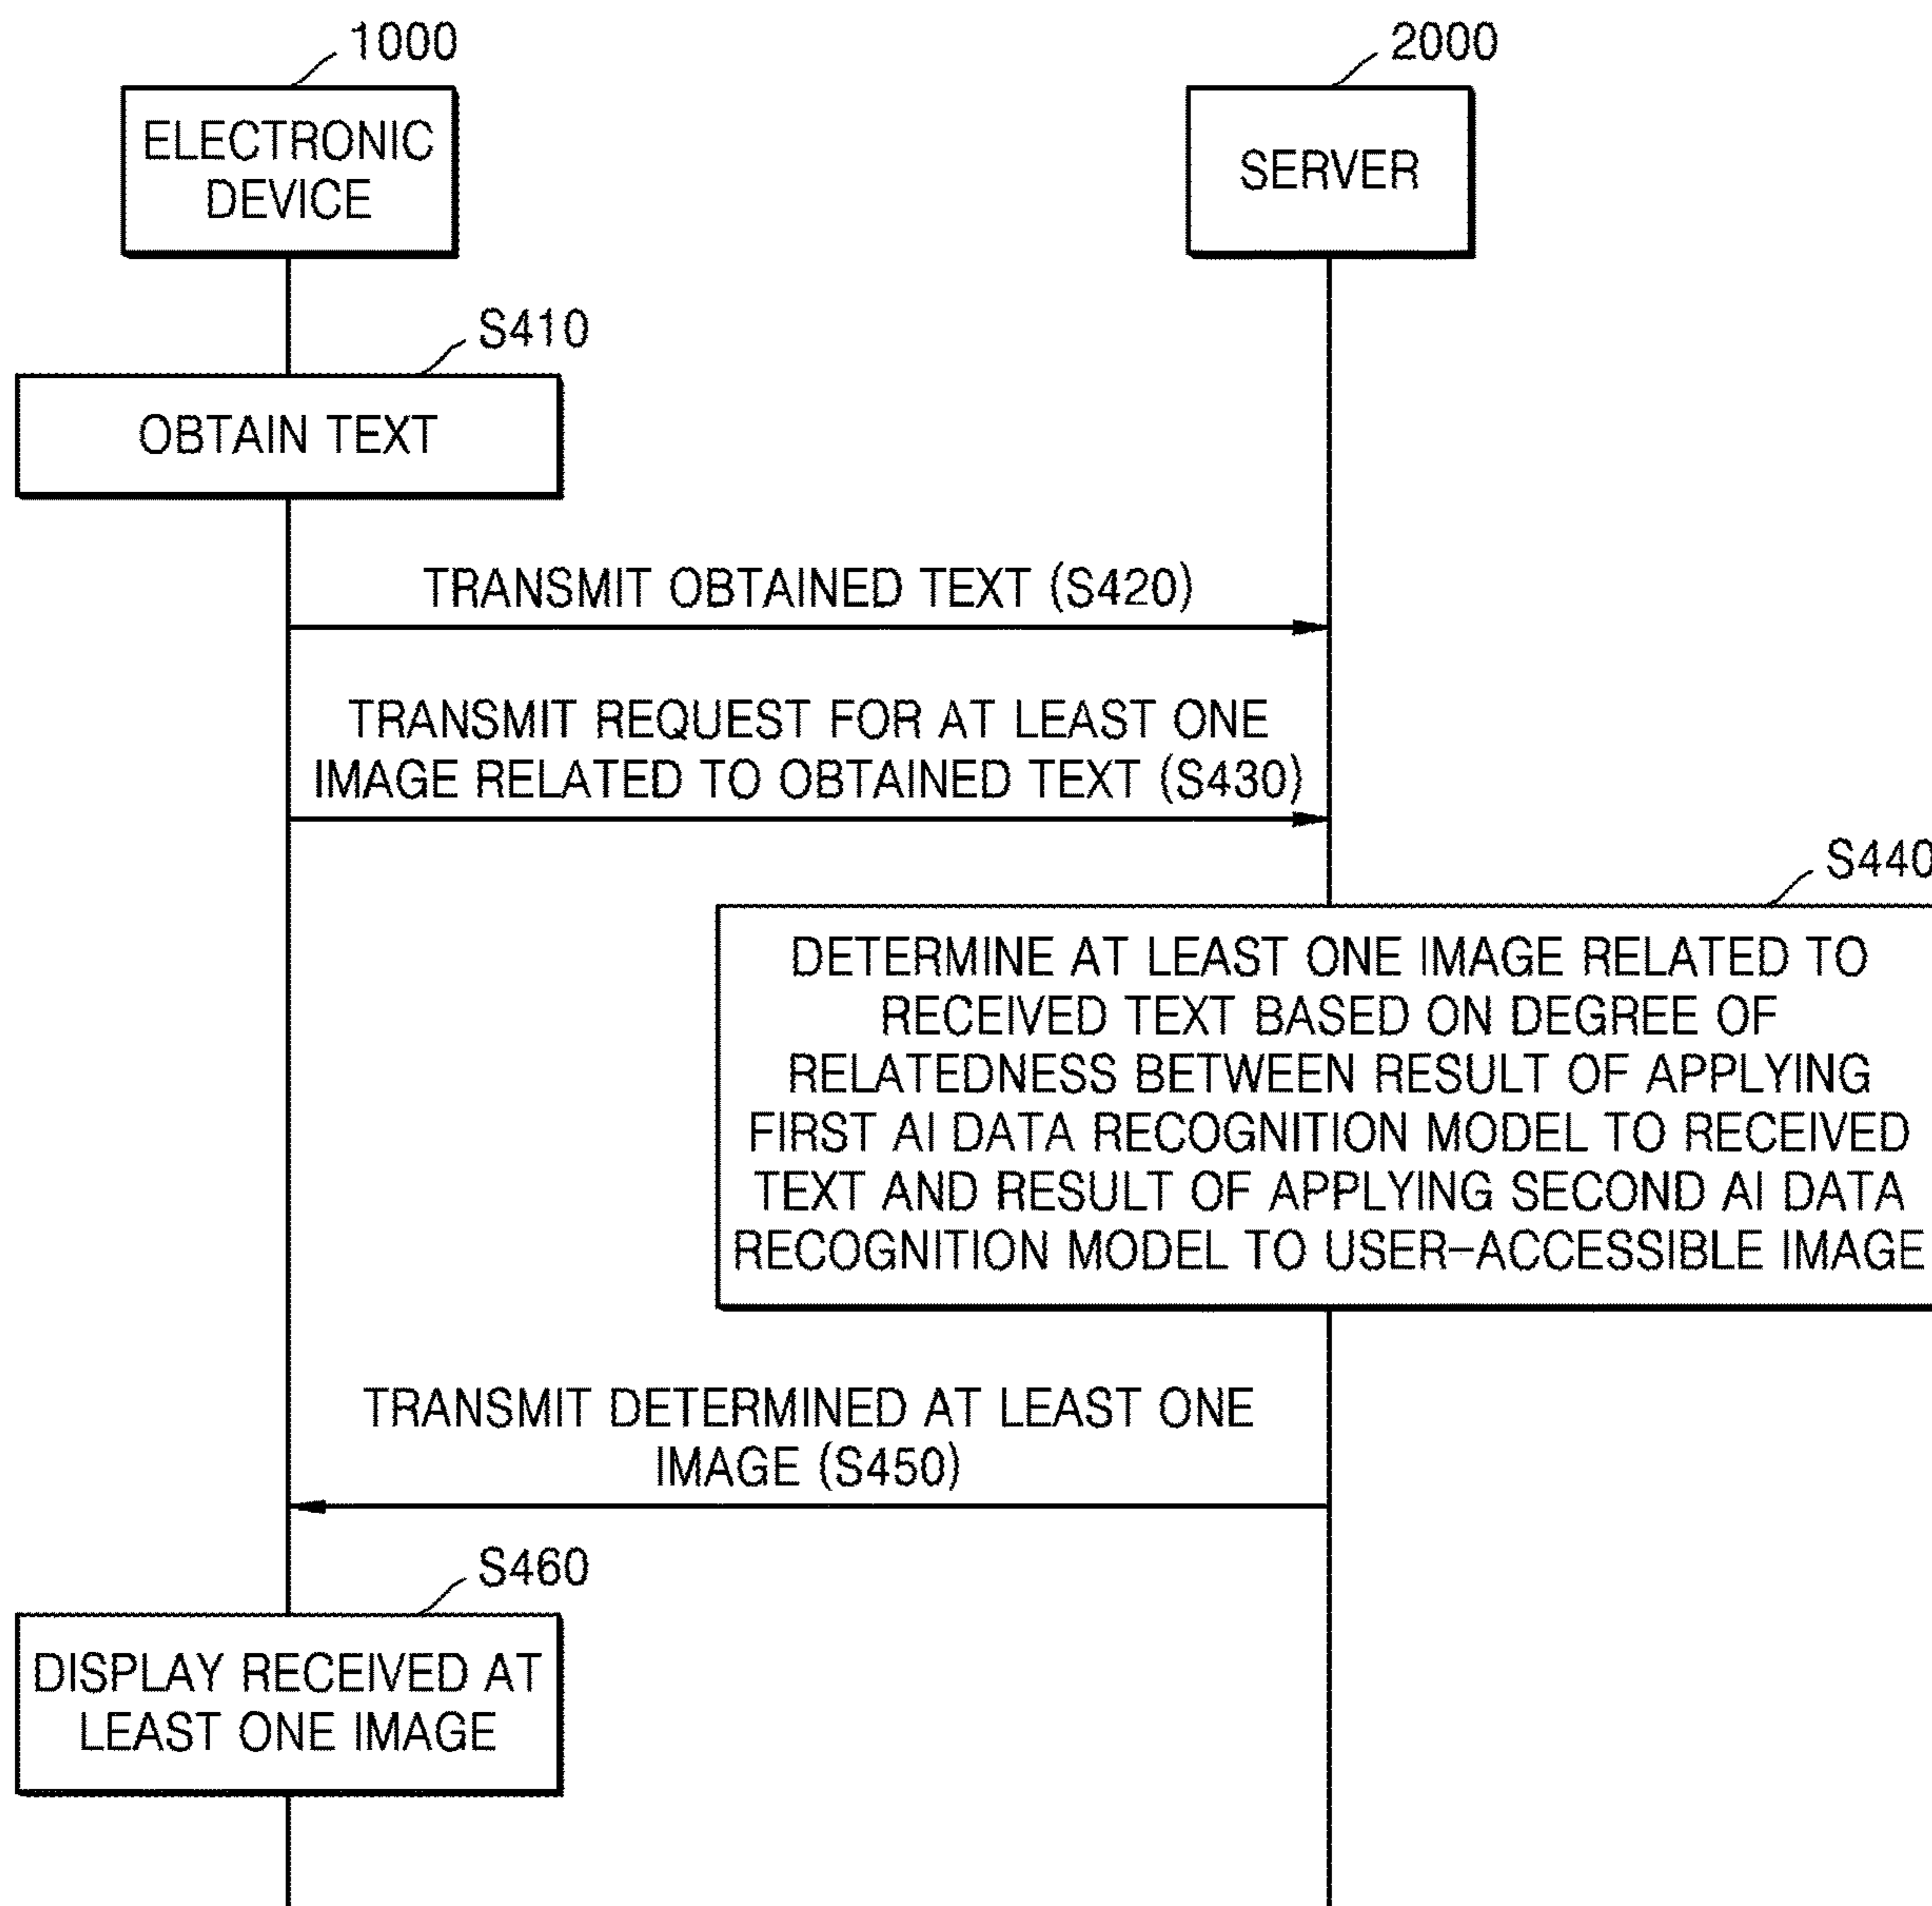 1000
2000
ELECTRONIC
DEVICE
SERVER
S410
OBTAIN TEXT
TRANSMIT OBTAINED TEXT (S420)
TRANSMIT REQUEST FOR AT LEAST ONE
IMAGE RELATED TO OBTAINED TEXT (S430)
S440
DETERMINE AT LEAST ONE IMAGE RELATED TO
RECEIVED TEXT BASED ON DEGREE OF
RELATEDNESS BETWEEN RESULT OF APPLYING
FIRST AI DATA RECOGNITION MODEL TO RECEIVED
TEXT AND RESULT OF APPLYING SECOND AI DATA
RECOGNITION MODEL TO USER-ACCESSIBLE IMAGE
TRANSMIT DETERMINED AT LEAST ONE
IMAGE (S450)
S460
DISPLAY RECEIVED AT
LEAST ONE IMAGE